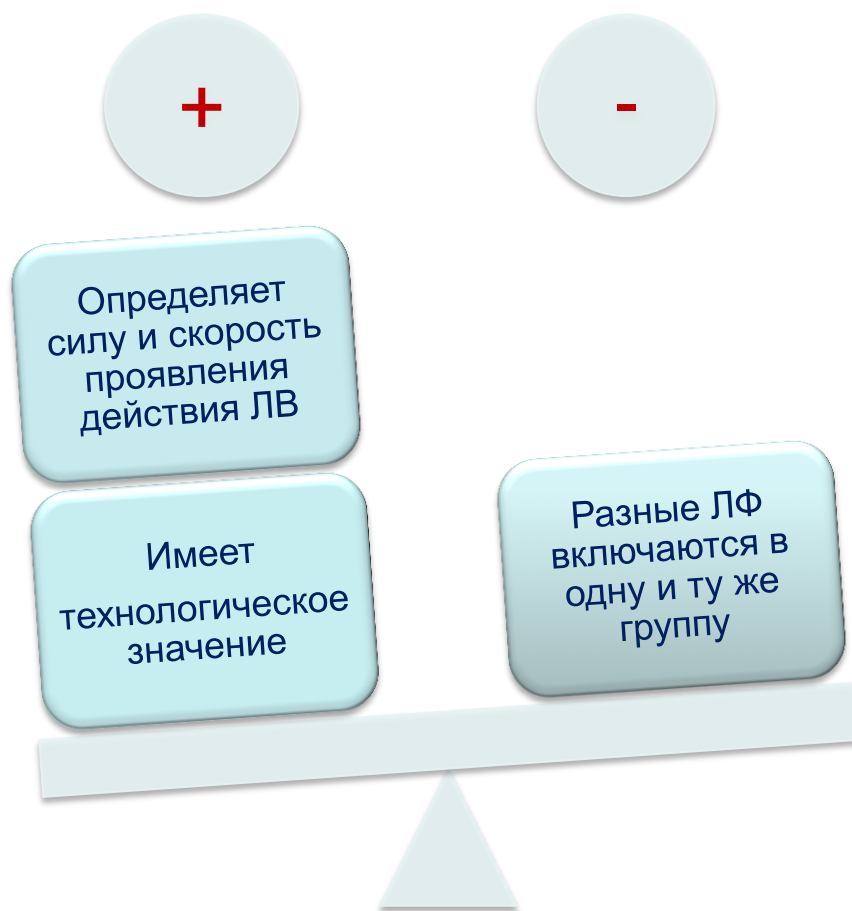 +
-
Определяет
силу и скорость
проявления
действия ЛВ
Имеет
технологическое
значение
Разные ЛФ
включаются в
одну и ту же
группу